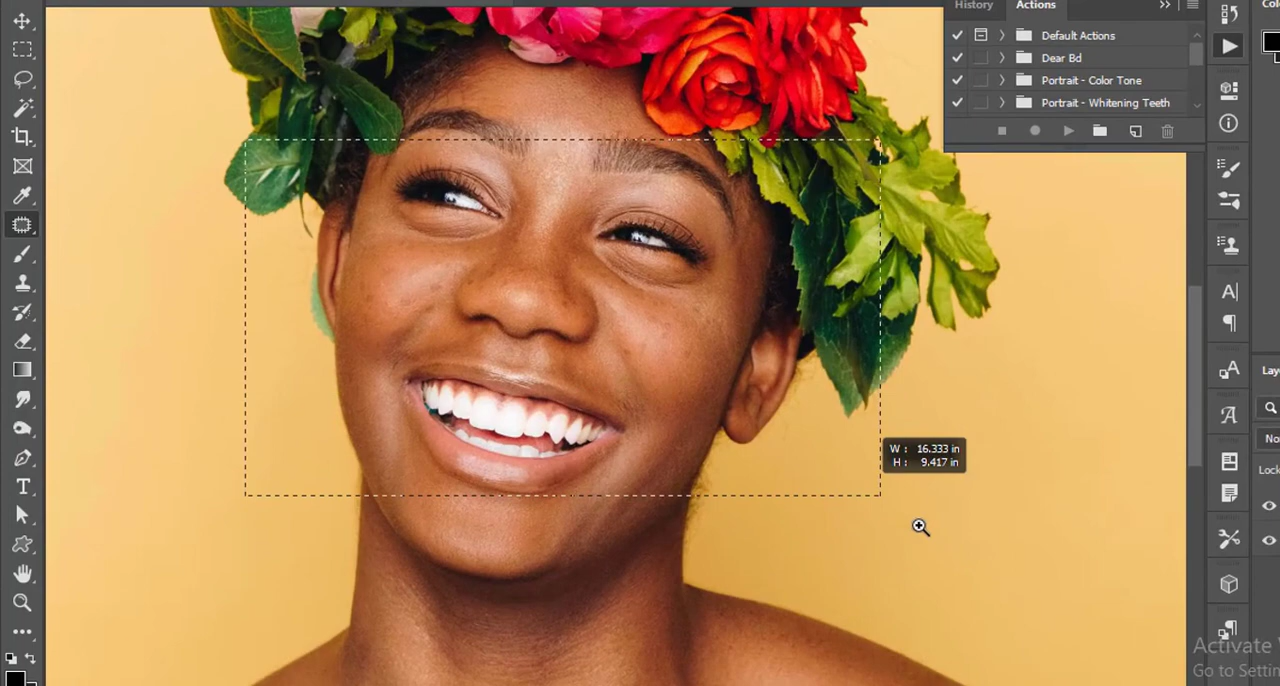 History Actions
Default Actions
Dear Bd
Portrait - Color Tone
Portrait - Whitening Teeth
W : 16.333 in
H : 9.417 in
Activate
Go to Settin